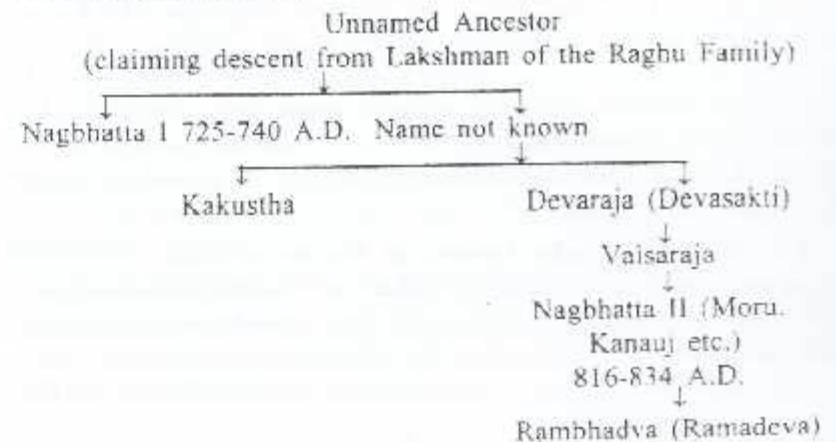 Unnamed Ancestor
(claiming descent from Lakshman of the Raghu Family)
Nagbhatta I 725-740 A.D. Name not known
Kakustha Devaraja (Devasakti)
Vaisaraja
Nagbhatta II (Moru.
Kanauj etc.)
816-834 A.D.
Rambhadva (Ramadeva)